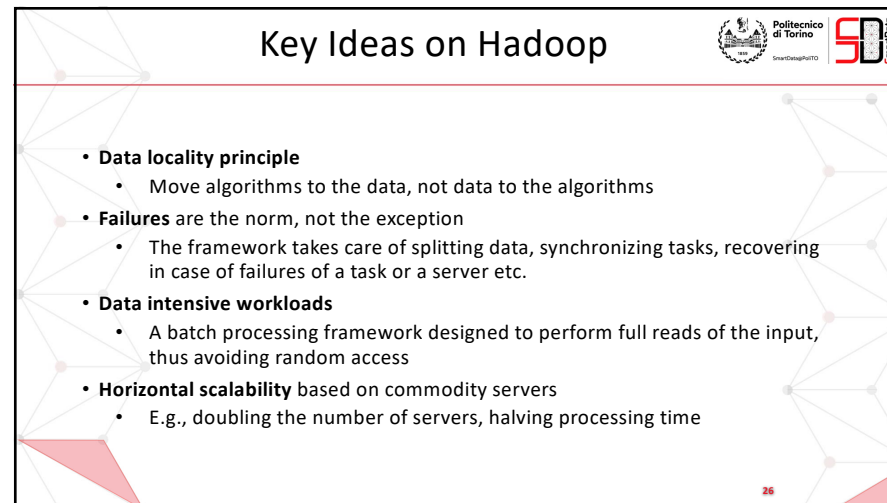 Key Ideas on Hadoop
Politecnico
di Torino
1859
SmartData@PoliTO
• Data locality principle
• Move algorithms to the data, not data to the algorithms
• Failures are the norm, not the exception
• The framework takes care of splitting data, synchronizing tasks, recovering
in case of failures of a task or a server etc.
• Data intensive workloads
• A batch processing framework designed to perform full reads of the input,
thus avoiding random access
• Horizontal scalability based on commodity servers
• E.g., doubling the number of servers, halving processing time
26